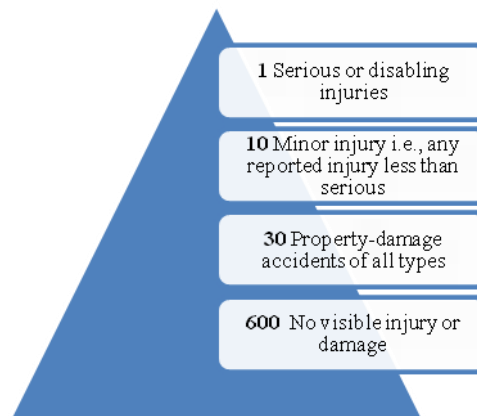 1 Serious or disabling
injuries
10 Minor injury i.e., any
reported injury less than
serious
30 Property-damage
accidents of all types
600 No visible injury or
damage